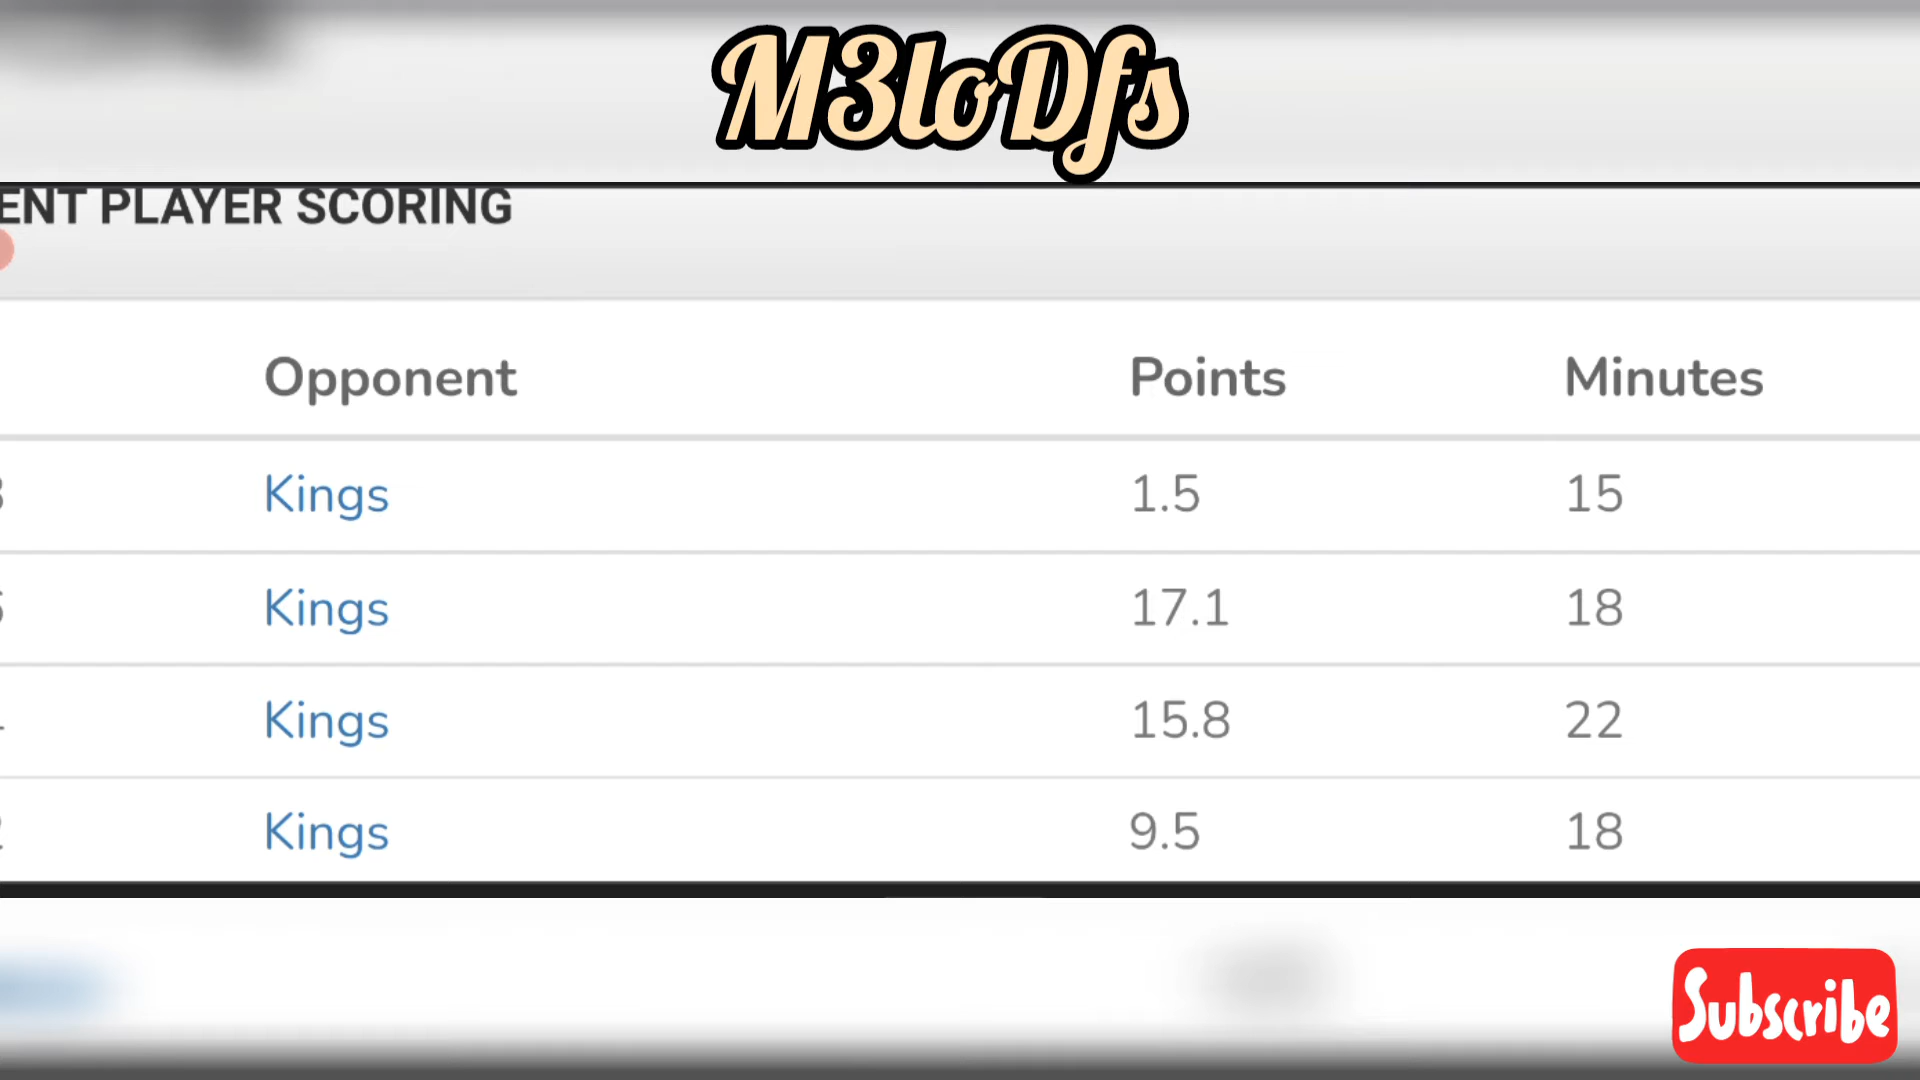 M3loDfs
ENT PLAYER SCORING
Opponent Points Minutes
Kings 1.5 15
Kings 17.1 18
Kings 15.8 22
Kings 9.5 18
Subscribe